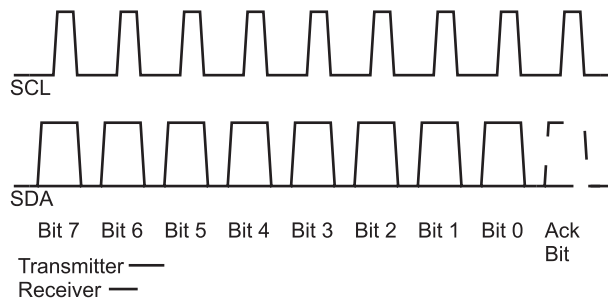 SCL
SDA
Bit 7 Bit 6 Bit 5 Bit 4 Bit 3 Bit 2 Bit 1 Bit 0 Ack
Bit
Transmitter
Receiver